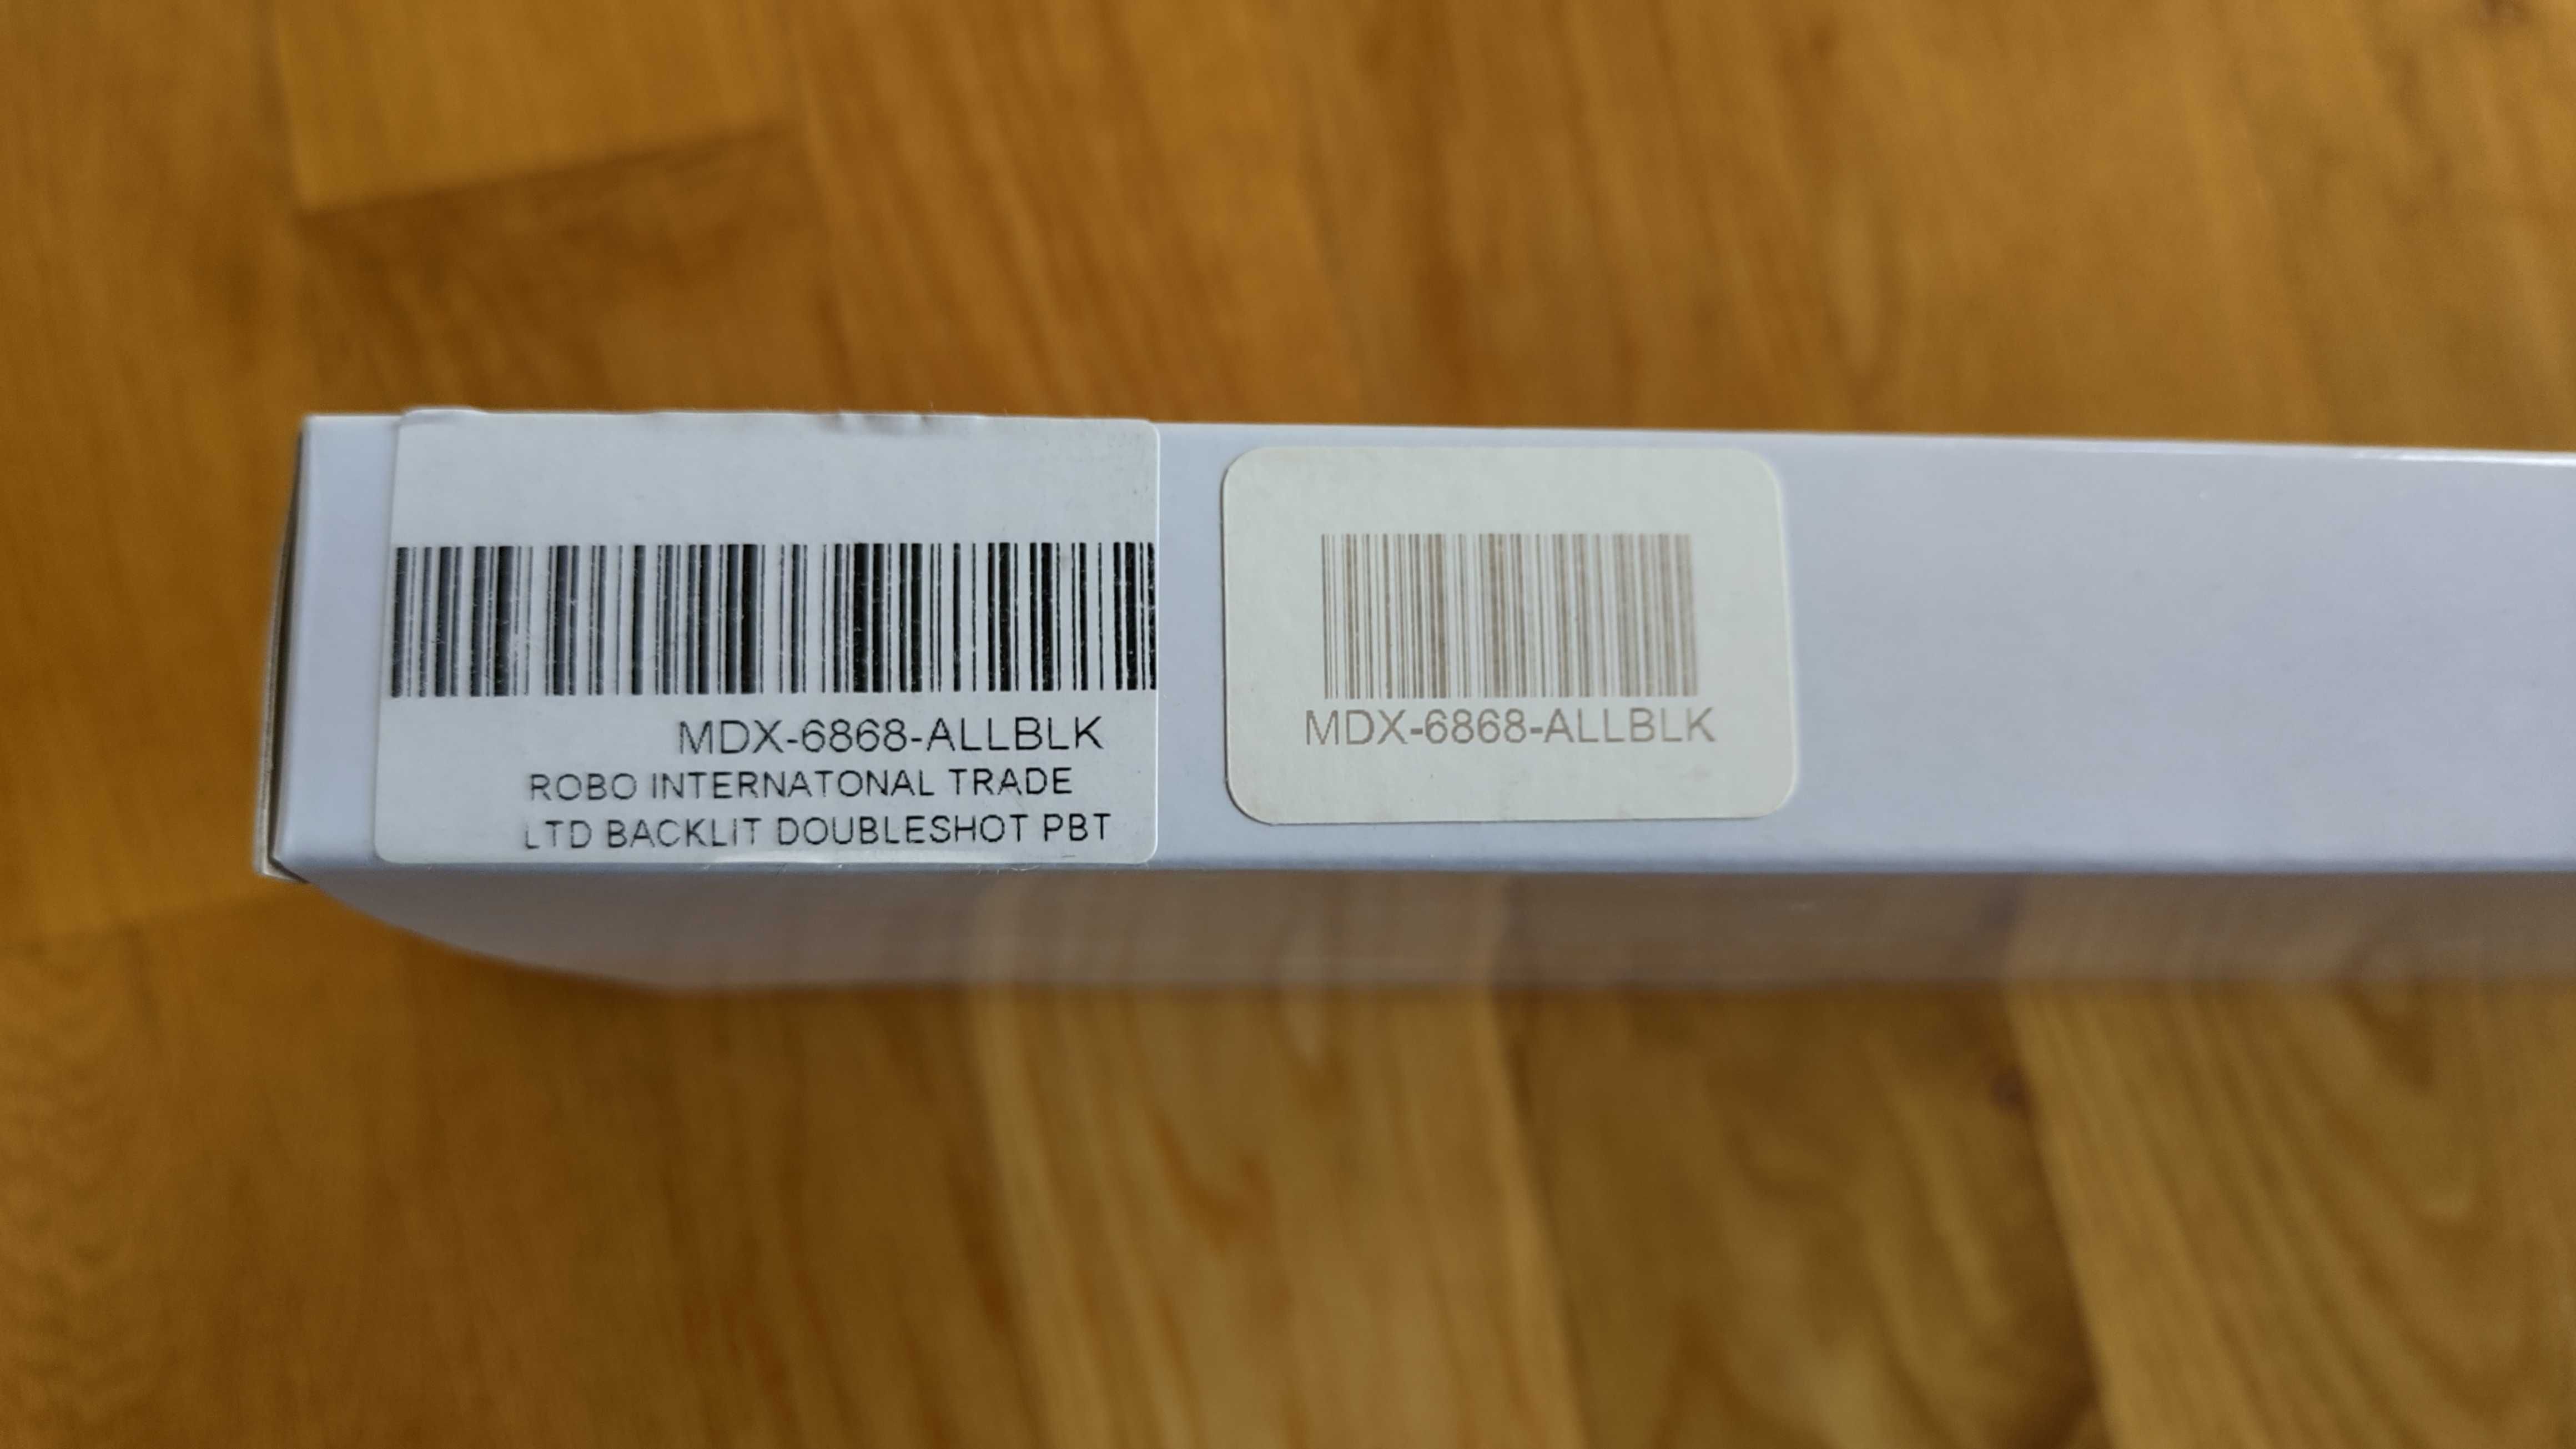 MDX-6868-ALLBLK
ROBO INTERNATONAL TRADE
LTD BACKLIT DOUBLESHOT PBT
MDX-6868-ALLBLK